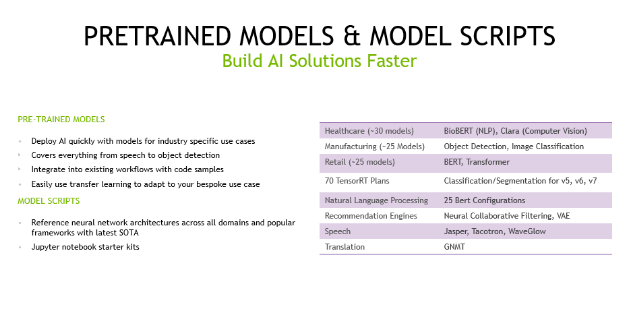 PRETRAINED MODELS & MODEL SCRIPTS
Build AI Solutions Faster
PRE-TRAINED MODELS
Deploy AI quickly with models for industry specific use cases
Covers everything from speech to object detection
Integrate into existing workflows with code samples
Easily use transfer learning to adapt to your bespoke use case
MODEL SCRIPTS
Reference neural network architectures across all domains and popular
frameworks with latest SOTA
Jupyter notebook starter kits
Healthcare (~30 models) BioBERT (NLP), Clara (Computer Vision)
Manufacturing (~25 Models) Object Detection, Image Classification
Retail (~25 models) BERT, Transformer
70 TensorRT Plans Classification/Segmentation for v5, v6, v7
Natural Language Processing 25 Bert Configurations
Recommendation Engines Neural Collaborative Filtering, VAE
Speech Jasper, Tacotron, WaveGlow
Translation GNMT